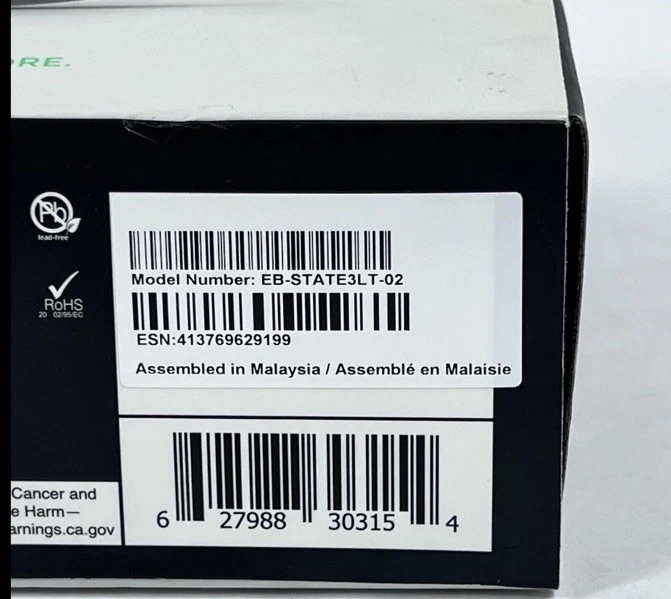 RE.
Pb
lead-free
Model Number: EB-STATE3LT-02
ESN:413769629199
RoHS
20 02/95/EC
Assembled in Malaysia / Assemblé en Malaisie
Cancer and
e Harm—
arnings.ca.gov
6 27988 30315 4